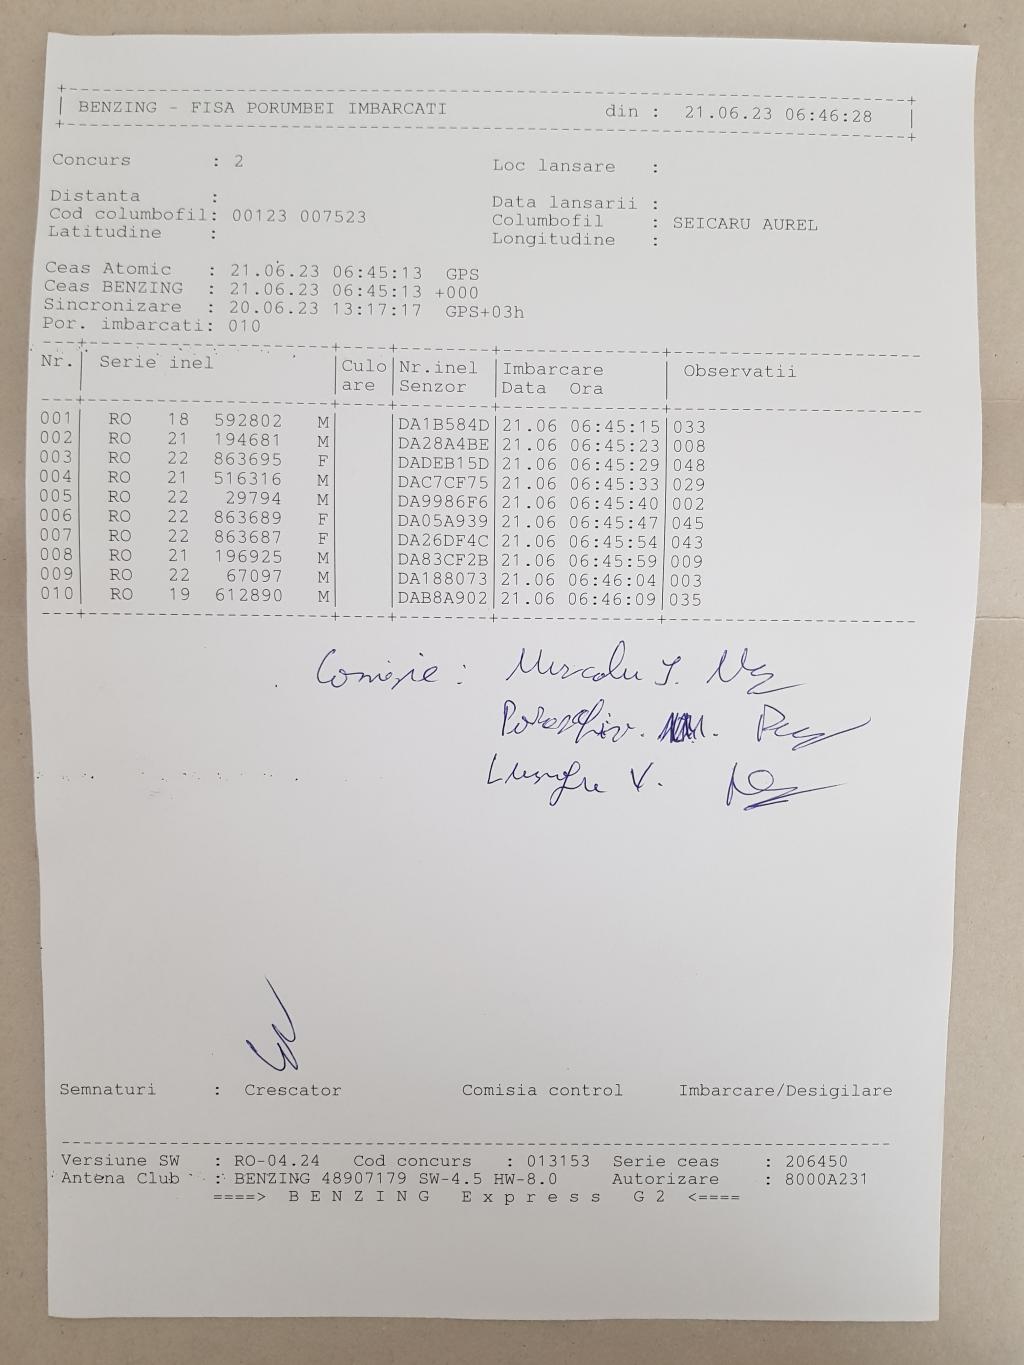 BENZING - FISA PORUMBEI IMBARCATI din : 21.06.23 06:46:28
Concurs : 2 Loc lansare :
Distanta : Data lansarii :
Cod columbofil: 00123 007523 Columbofil : SEICARU AUREL
Latitudine : Longitudine :
Ceas Atomic : 21.06.23 06:45:13 GPS
Ceas BENZING : 21.06.23 06:45:13 +000
Sincronizare : 20.06.23 13:17:17 GPS+03h
Por. imbarcati: 010
Nr. Serie inel Culo Nr.inel Imbarcare Observatii
are Senzor Data Ora
001 RO 18 592802 M DA1B584D 21.06 06:45:15 033
002 RO 21 194681 M DA28A4BE 21.06 06:45:23 008
003 RO 22 863695 F DADEB15D 21.06 06:45:29 048
004 RO 21 516316 M DAC7CF75 21.06 06:45:33 029
005 RO 22 29794 M DA9986F6 21.06 06:45:40 002
006 RO 22 863689 F DA05A939 21.06 06:45:47 045
007 RO 22 863687 F DA26DF4C 21.06 06:45:54 043
008 RO 21 196925 M DA83CF2B 21.06 06:45:59 009
009 RO 22 67097 M DA188073 21.06 06:46:04 003
010 RO 19 612890 M DAB8A902 21.06 06:46:09 035
Comisie :
V.
Semnaturi : Crescator Comisia control Imbarcare/Desigilare
Versiune SW : RO-04.24 Cod concurs : 013153 Serie ceas : 206450
Antena Club : BENZING 48907179 SW-4.5 HW-8.0 Autorizare : 8000A231
====> BENZING Express G2 <====